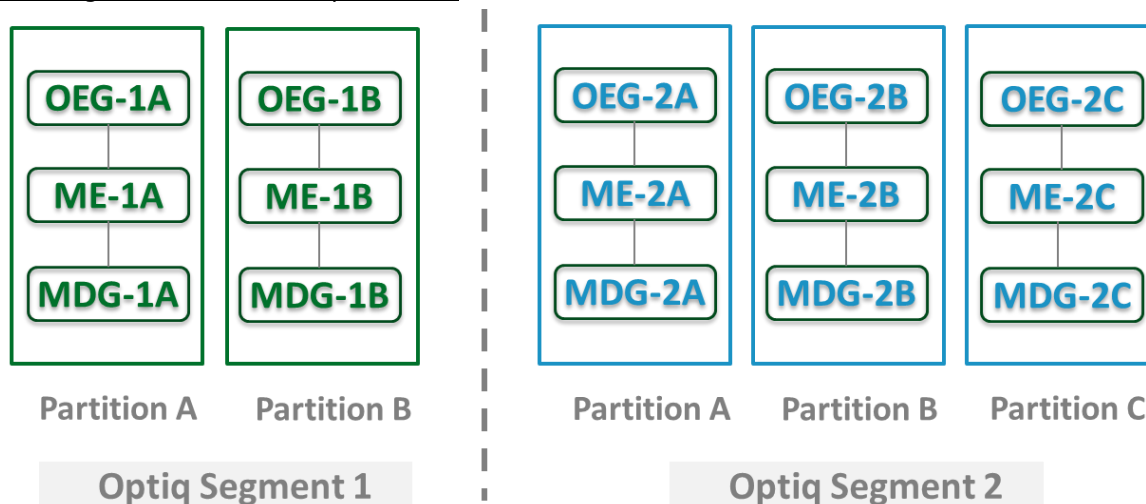 OEG-1A
ME-1A
MDG-1A
Partition A
OEG-1B
ME-1B
MDG-1B
Partition B
Optiq Segment 1
OEG-2A
ME-2A
MDG-2A
Partition A
OEG-2B
ME-2B
MDG-2B
Partition B
OEG-2C
ME-2C
MDG-2C
Partition C
Optiq Segment 2